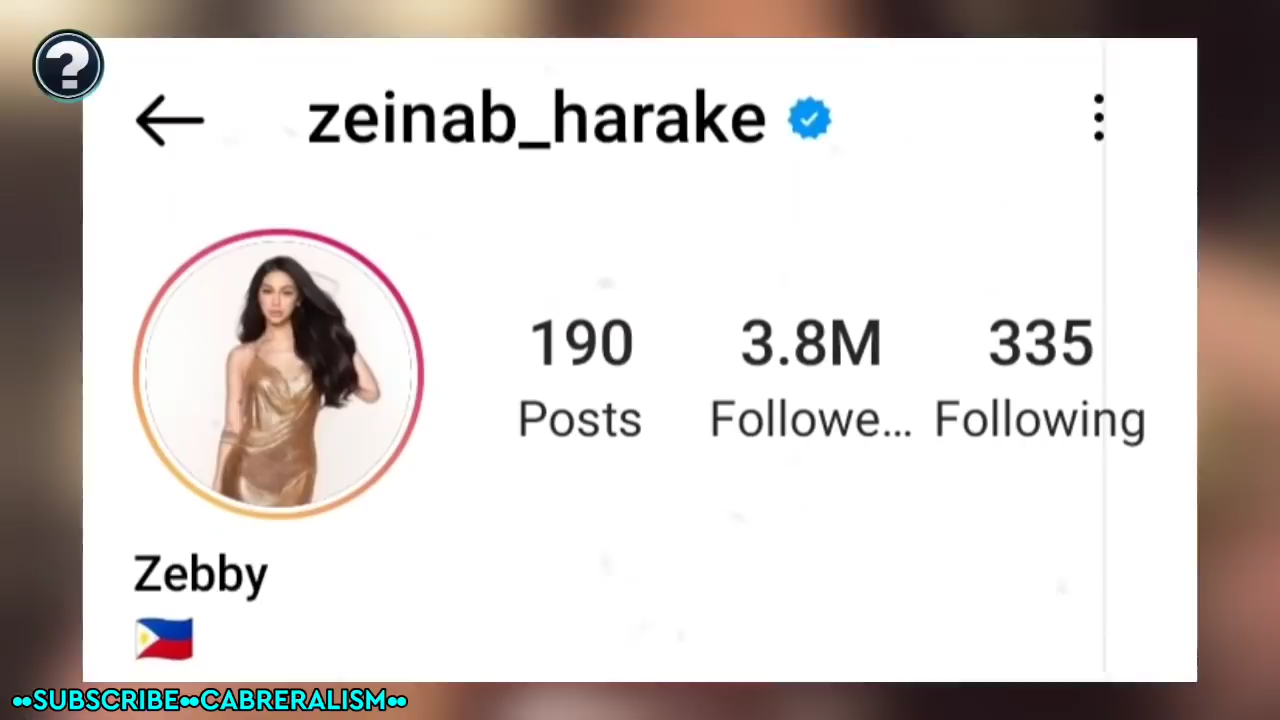 ?
zeinab_harake
190 3.8M 335
Posts Followe... Following
Zebby
••SUBSCRIBE••CABRERALISM••